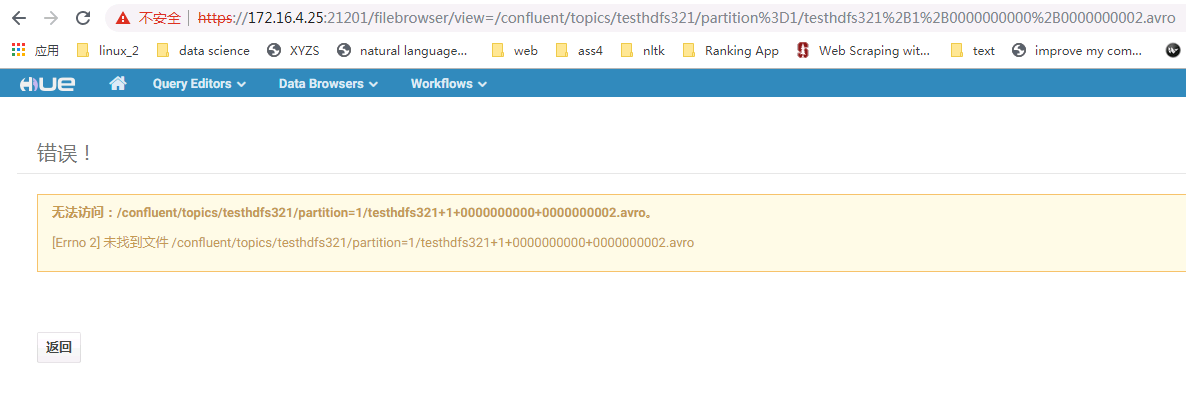 不安全 https://172.16.4.25:21201/filebrowser/view=/confluent/topics/testhdfs321/partition%3D1/testhdfs321%2B1%2B0000000000%2B0000000002.avro
应用 linux_2 data science XYZS natural language... web ass4 nltk Ranking App Web Scraping wit... text improve my com...
HUE Query Editors Data Browsers Workflows
错误！
无法访问：/confluent/topics/testhdfs321/partition=1/testhdfs321+1+0000000000+0000000002.avro。
[Errno 2] 未找到文件 /confluent/topics/testhdfs321/partition=1/testhdfs321+1+0000000000+0000000002.avro
返回